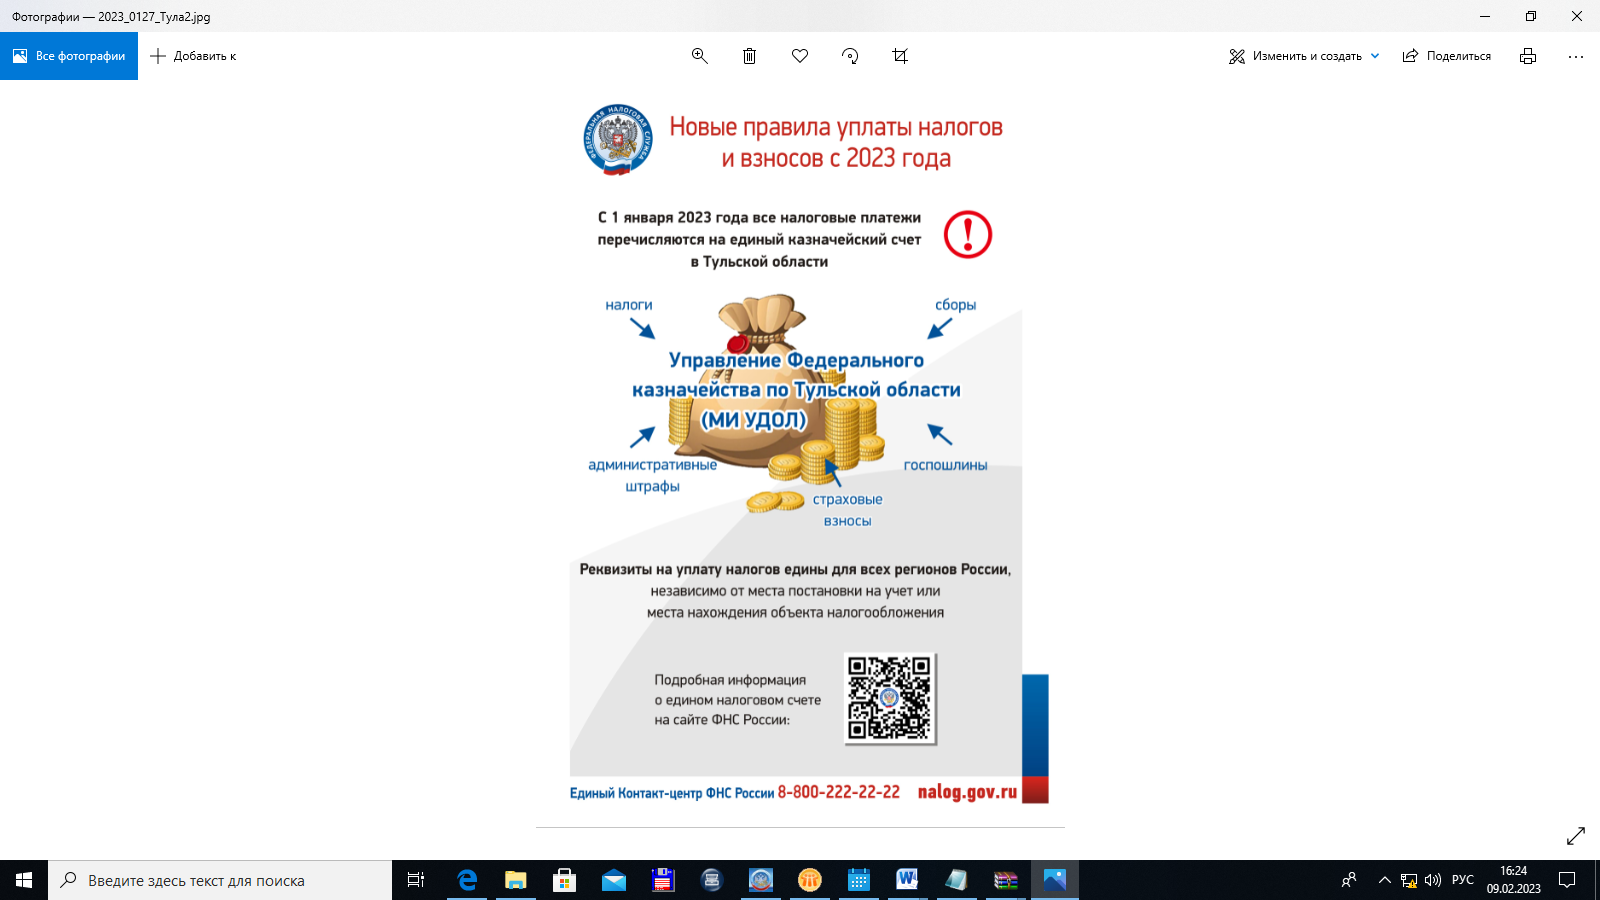 Фотографии — 2023_0127_Тула2.jpg
Все фотографии
Добавить к
Изменить и создать
Поделиться
ФЕДЕРАЛЬНАЯ НАЛОГОВАЯ СЛУЖБА
Новые правила уплаты налогов
и взносов с 2023 года
С 1 января 2023 года все налоговые платежи
перечисляются на единый казначейский счет
в Тульской области
налоги
сборы
Управление Федерального
казначейства по Тульской области
(МИ УДОЛ)
административные
штрафы
госпошлины
страховые
взносы
Реквизиты на уплату налогов едины для всех регионов России,
независимо от места постановки на учет или
места нахождения объекта налогообложения
Подробная информация
о едином налоговом счете
на сайте ФНС России:
Единый Контакт-центр ФНС России 8-800-222-22-22 nalog.gov.ru
Введите здесь текст для поиска
РУС
16:24
09.02.2023